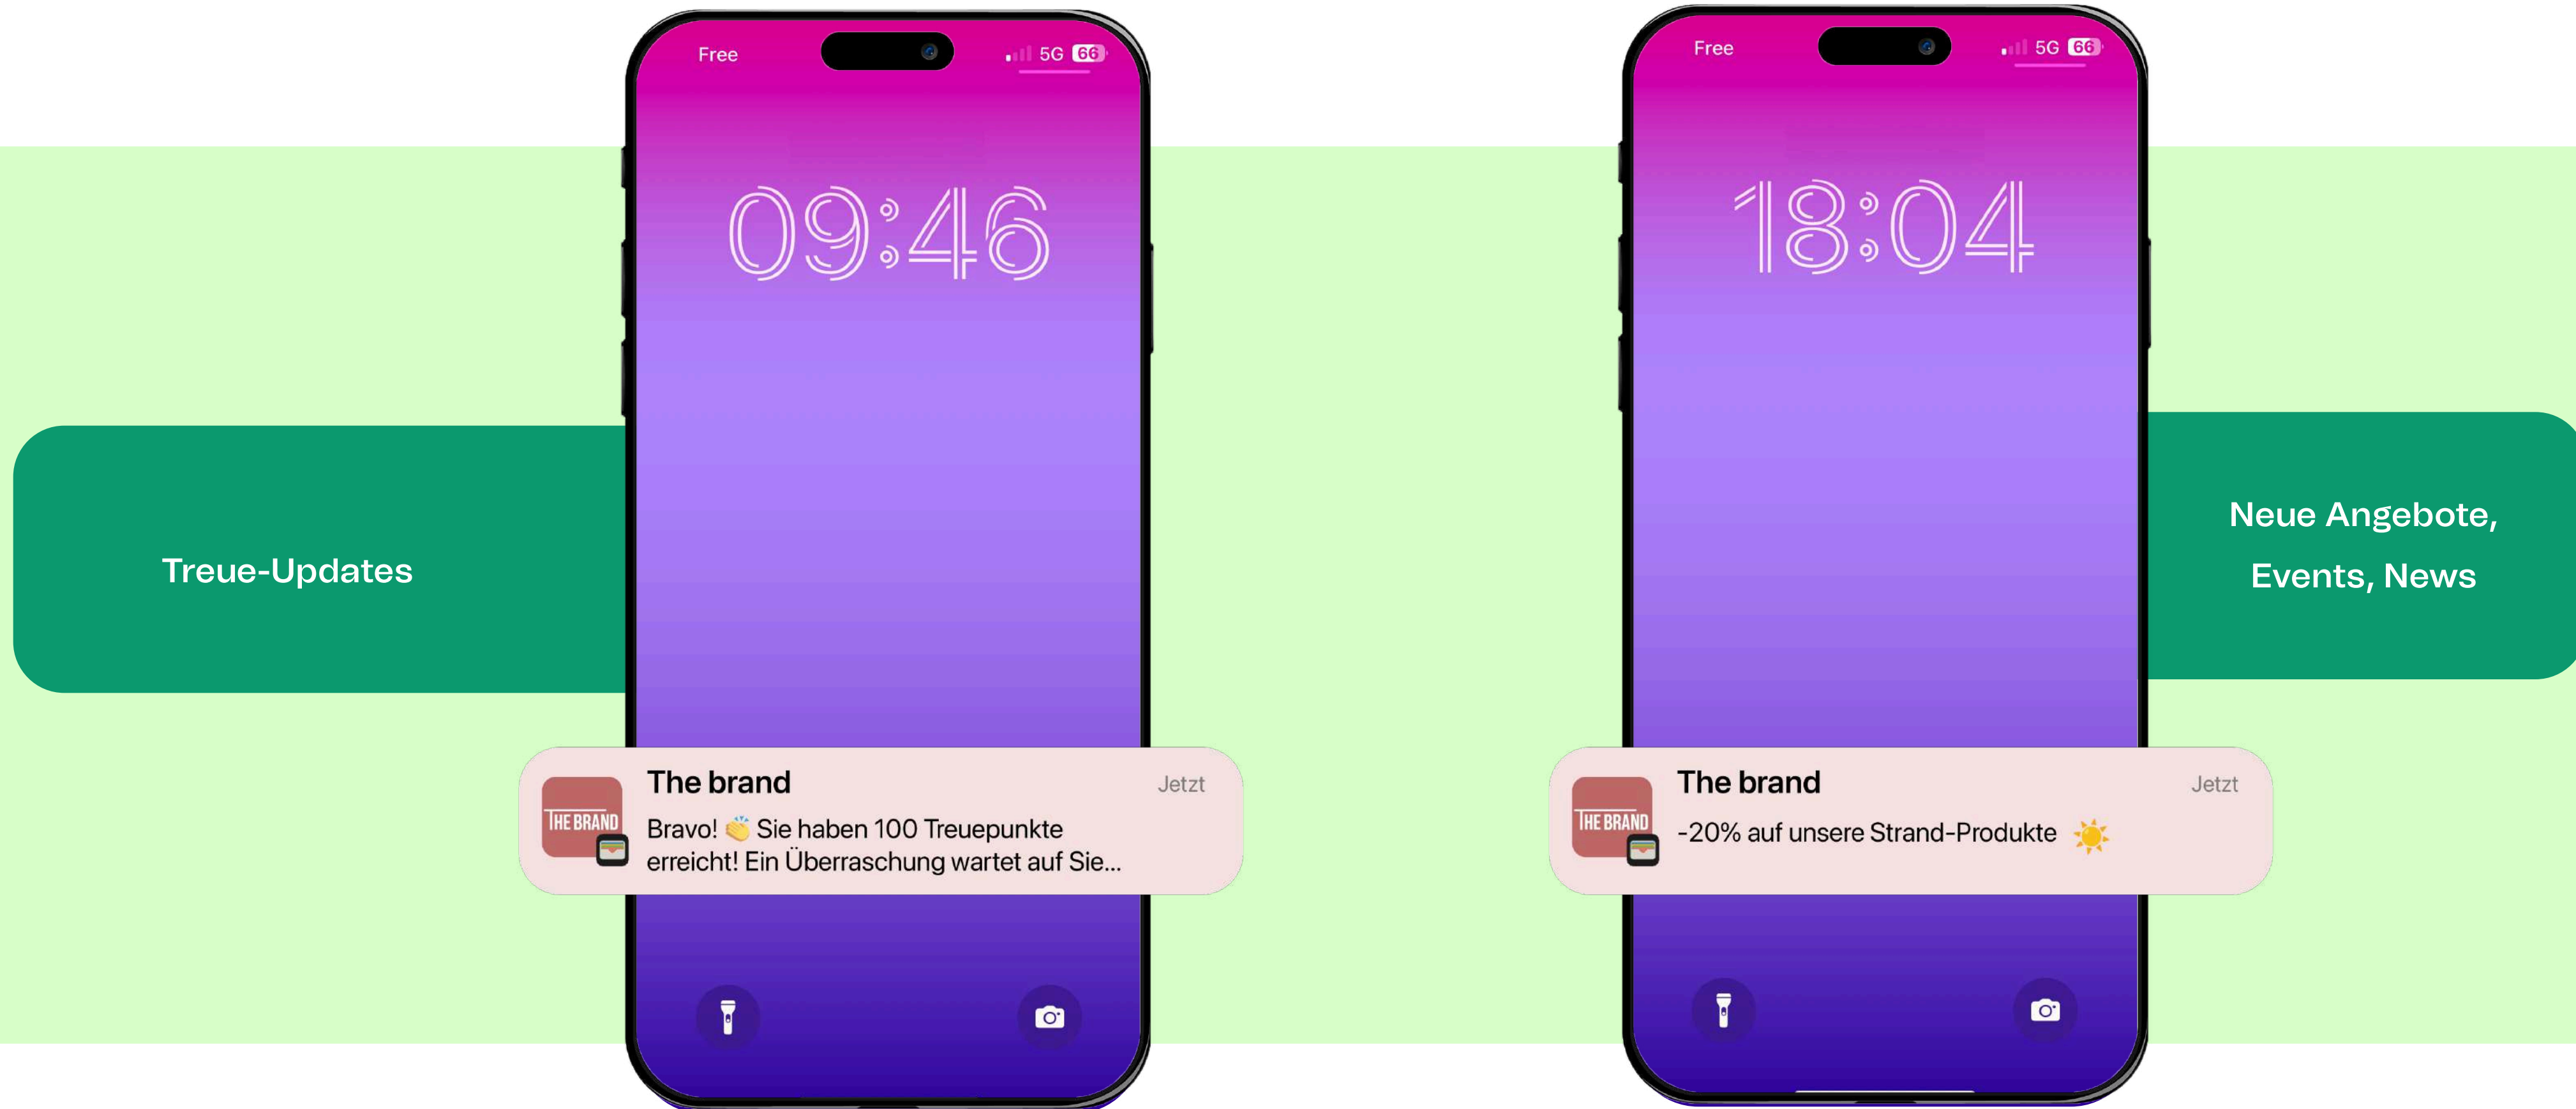 Free
5G 66
09:46
Treue-Updates
THE BRAND
The brand
Jetzt
Bravo! 👏 Sie haben 100 Treuepunkte
erreicht! Ein Überraschung wartet auf Sie...
Free
5G 66
18:04
Neue Angebote,
Events, News
THE BRAND
The brand
Jetzt
-20% auf unsere Strand-Produkte ☀️